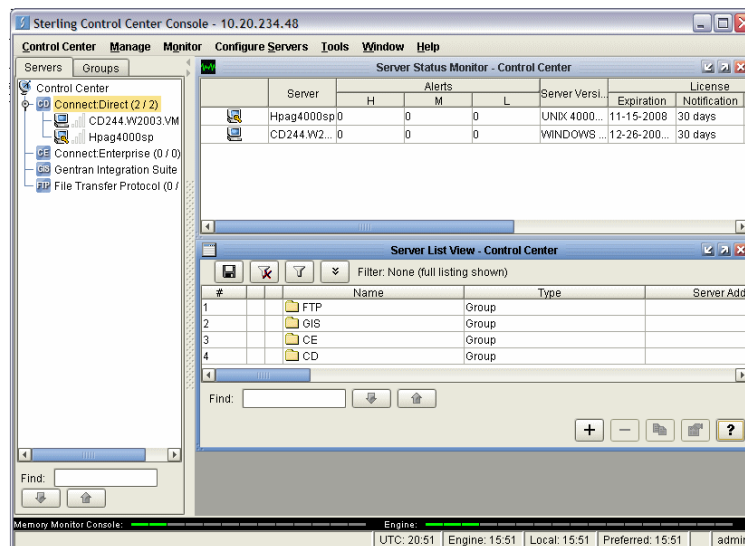 Sterling Control Center Console - 10.20.234.48
Control Center Manage Monitor Configure Servers Tools Window Help
Servers Groups
Control Center
CD Connect:Direct (2 / 2)
CD244.W2003.VM
Hpag4000sp
CE Connect:Enterprise (0 / 0)
GIS Gentran Integration Suite
FTP File Transfer Protocol (0 /
Find:
Server Status Monitor - Control Center
Server Alerts Server Versi... License
H M L Expiration Notification
Hpag4000sp 0 0 0 UNIX 4000... 11-15-2008 30 days
CD244.W2... 0 0 0 WINDOWS ... 12-26-200... 30 days
Server List View - Control Center
Filter: None (full listing shown)
# Name Type Server Add
1 FTP Group
2 GIS Group
3 CE Group
4 CD Group
Find:
+ − ?
Memory Monitor Console: Engine:
UTC: 20:51 Engine: 15:51 Local: 15:51 Preferred: 15:51 admin